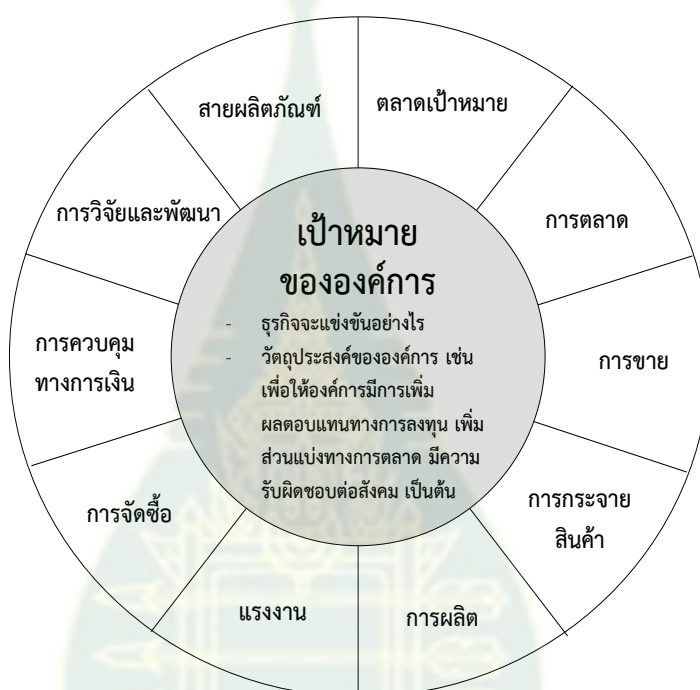 สายผลิตภัณฑ์
ตลาดเป้าหมาย
การวิจัยและพัฒนา
การตลาด
เป้าหมาย
ขององค์การ
- ธุรกิจจะแข่งขันอย่างไร
- วัตถุประสงค์ขององค์การ เช่น
เพื่อให้องค์การมีการเพิ่ม
ผลตอบแทนทางการลงทุน เพิ่ม
ส่วนแบ่งทางการตลาด มีความ
รับผิดชอบต่อสังคม เป็นต้น
การควบคุม
ทางการเงิน
การขาย
การจัดซื้อ
การกระจาย
สินค้า
แรงงาน
การผลิต